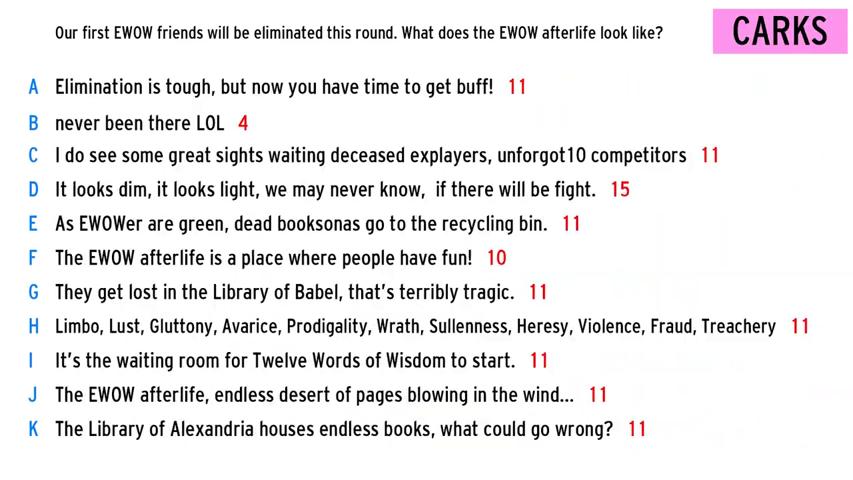 Our first EWOW friends will be eliminated this round. What does the EWOW afterlife look like?
CARKS
A Elimination is tough, but now you have time to get buff! 11
B never been there LOL 4
C I do see some great sights waiting deceased explayers, unforgot10 competitors 11
D It looks dim, it looks light, we may never know,  if there will be fight. 15
E As EWOWer are green, dead booksonas go to the recycling bin. 11
F The EWOW afterlife is a place where people have fun! 10
G They get lost in the Library of Babel, that's terribly tragic. 11
H Limbo, Lust, Gluttony, Avarice, Prodigality, Wrath, Sullenness, Heresy, Violence, Fraud, Treachery 11
I It's the waiting room for Twelve Words of Wisdom to start. 11
J The EWOW afterlife, endless desert of pages blowing in the wind... 11
K The Library of Alexandria houses endless books, what could go wrong? 11